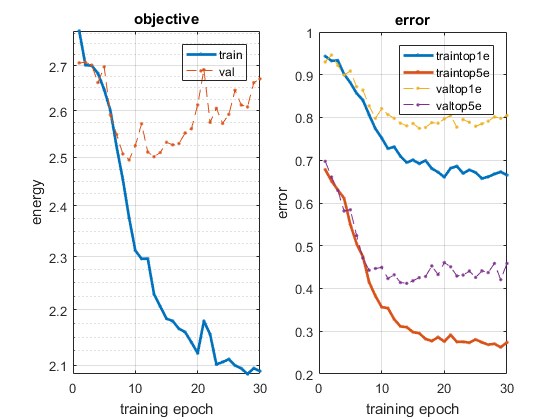 objective
error
2.7
2.6
2.5
2.4
2.3
2.2
2.1
energy
0
10
20
30
training epoch
train
val
1
0.9
0.8
0.7
0.6
0.5
0.4
0.3
0.2
error
0
10
20
30
training epoch
traintop1e
traintop5e
valtop1e
valtop5e